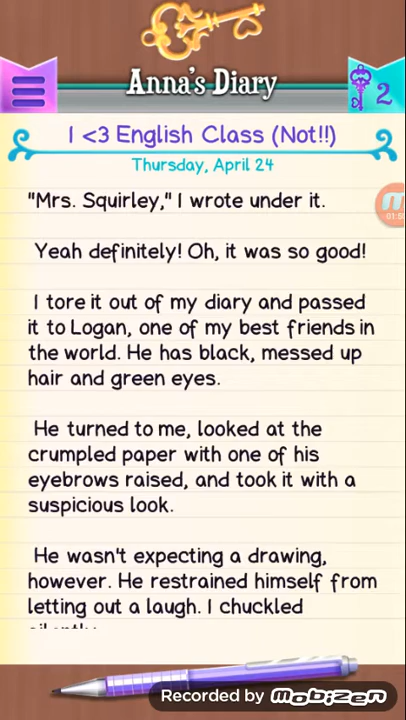 Anna's Diary
2
I <3 English Class (Not!!)
Thursday, April 24
"Mrs. Squirley," I wrote under it.
Yeah definitely! Oh, it was so good!
I tore it out of my diary and passed
it to Logan, one of my best friends in
the world. He has black, messed up
hair and green eyes.
He turned to me, looked at the
crumpled paper with one of his
eyebrows raised, and took it with a
suspicious look.
He wasn't expecting a drawing,
however. He restrained himself from
letting out a laugh. I chuckled
Recorded by mobizen